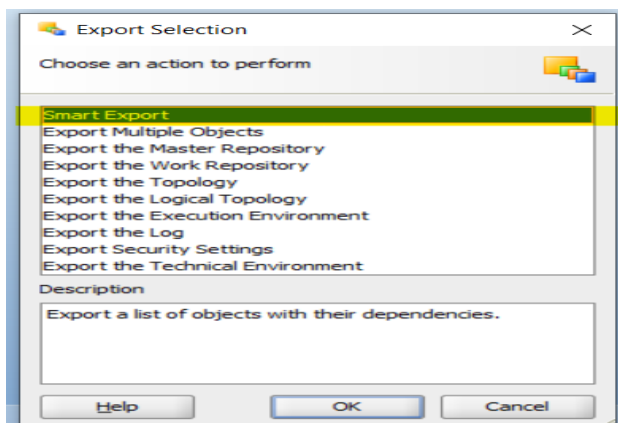 Export Selection
Choose an action to perform
Smart Export
Export Multiple Objects
Export the Master Repository
Export the Work Repository
Export the Topology
Export the Logical Topology
Export the Execution Environment
Export the Log
Export Security Settings
Export the Technical Environment
Description
Export a list of objects with their dependencies.
Help OK Cancel